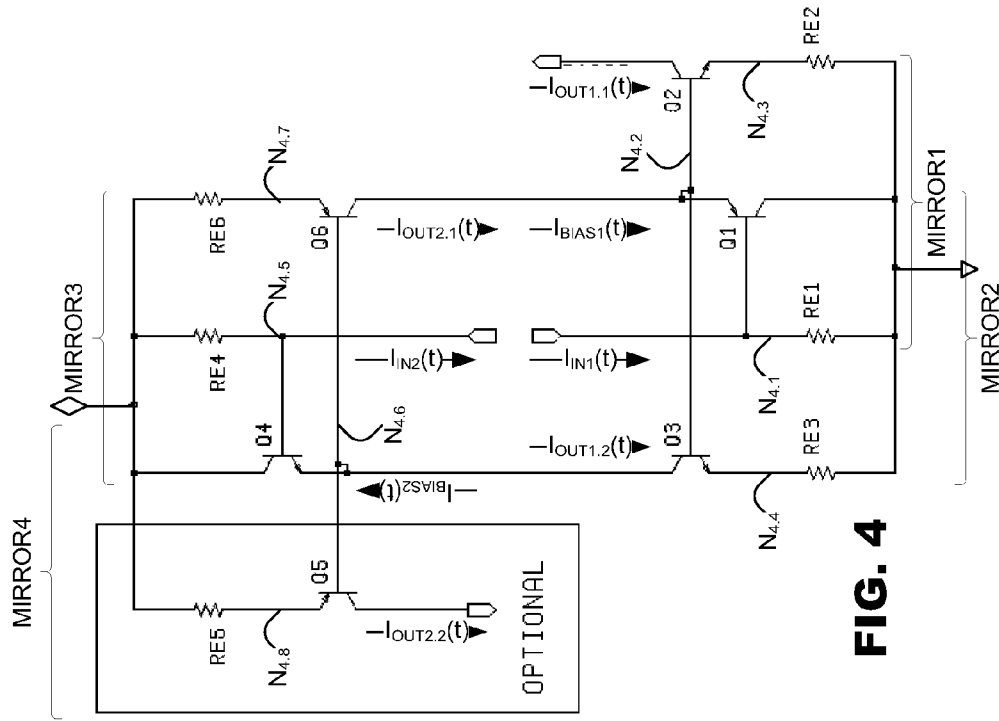 MIRROR4
MIRROR3
RE5
N4.8
Q5
—IOUT2.2(t)
OPTIONAL
Q4
RE4
N4.5
N4.6
—IBIAS2(t)
—IIN2(t)
RE6
N4.7
Q6
—IOUT2.1(t)
—IOUT1.2(t)
Q3
N4.4
RE3
—IIN1(t)
N4.1
RE1
—IBIAS1(t)
Q1
N4.2
—IOUT1.1(t)
Q2
N4.3
RE2
MIRROR1
MIRROR2
FIG. 4